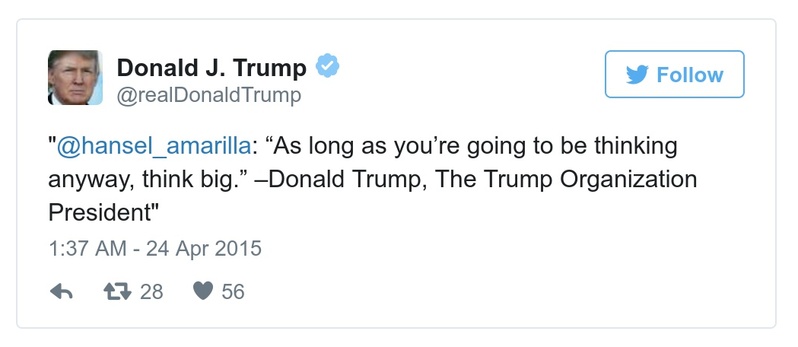 Donald J. Trump
@realDonaldTrump
Follow
"@hansel_amarilla: “As long as you’re going to be thinking
anyway, think big.” –Donald Trump, The Trump Organization
President"
1:37 AM - 24 Apr 2015
28 56